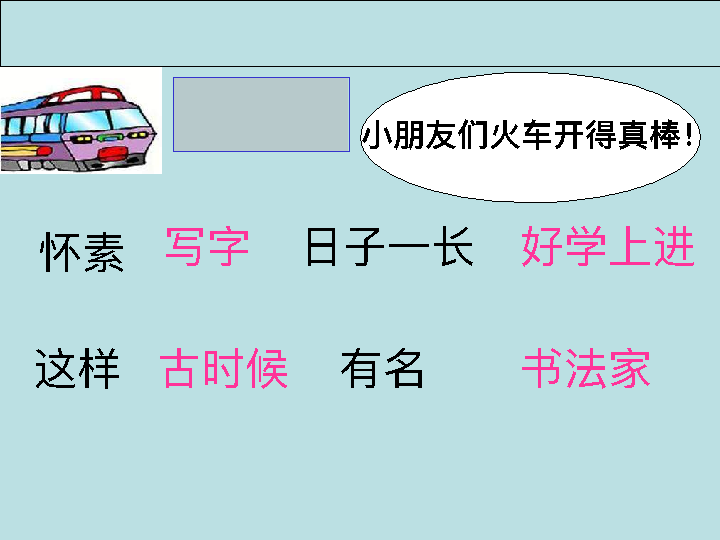 小朋友们火车开得真棒!
怀素 写字 日子一长 好学上进
这样 古时候 有名 书法家